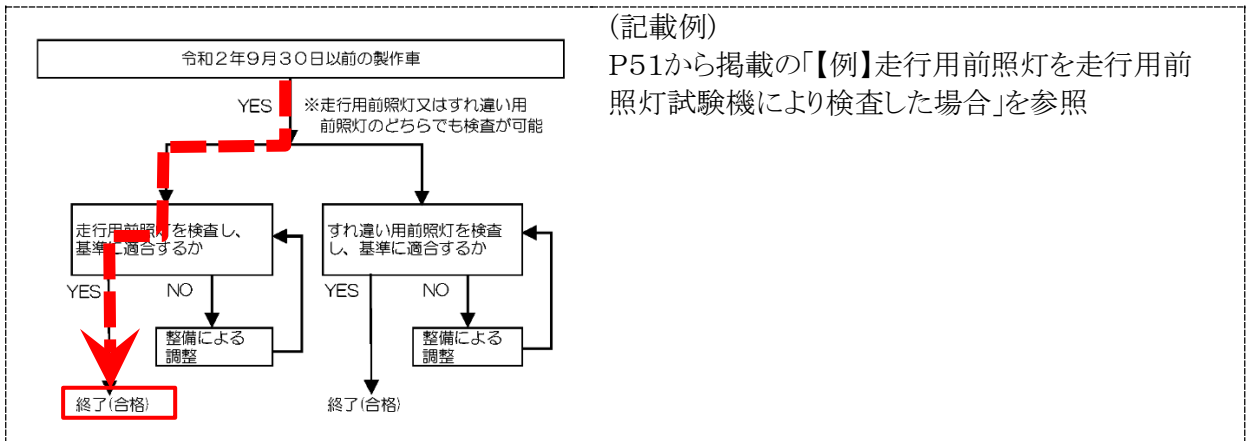 令和２年９月３０日以前の製作車
YES
※走行用前照灯又はすれ違い用
前照灯のどちらでも検査が可能
走行用前照灯を検査し、
基準に適合するか
YES
NO
整備による
調整
終了(合格)
すれ違い用前照灯を検査
し、基準に適合するか
YES
NO
整備による
調整
終了(合格)
(記載例)
P51から掲載の「【例】走行用前照灯を走行用前
照灯試験機により検査した場合」を参照